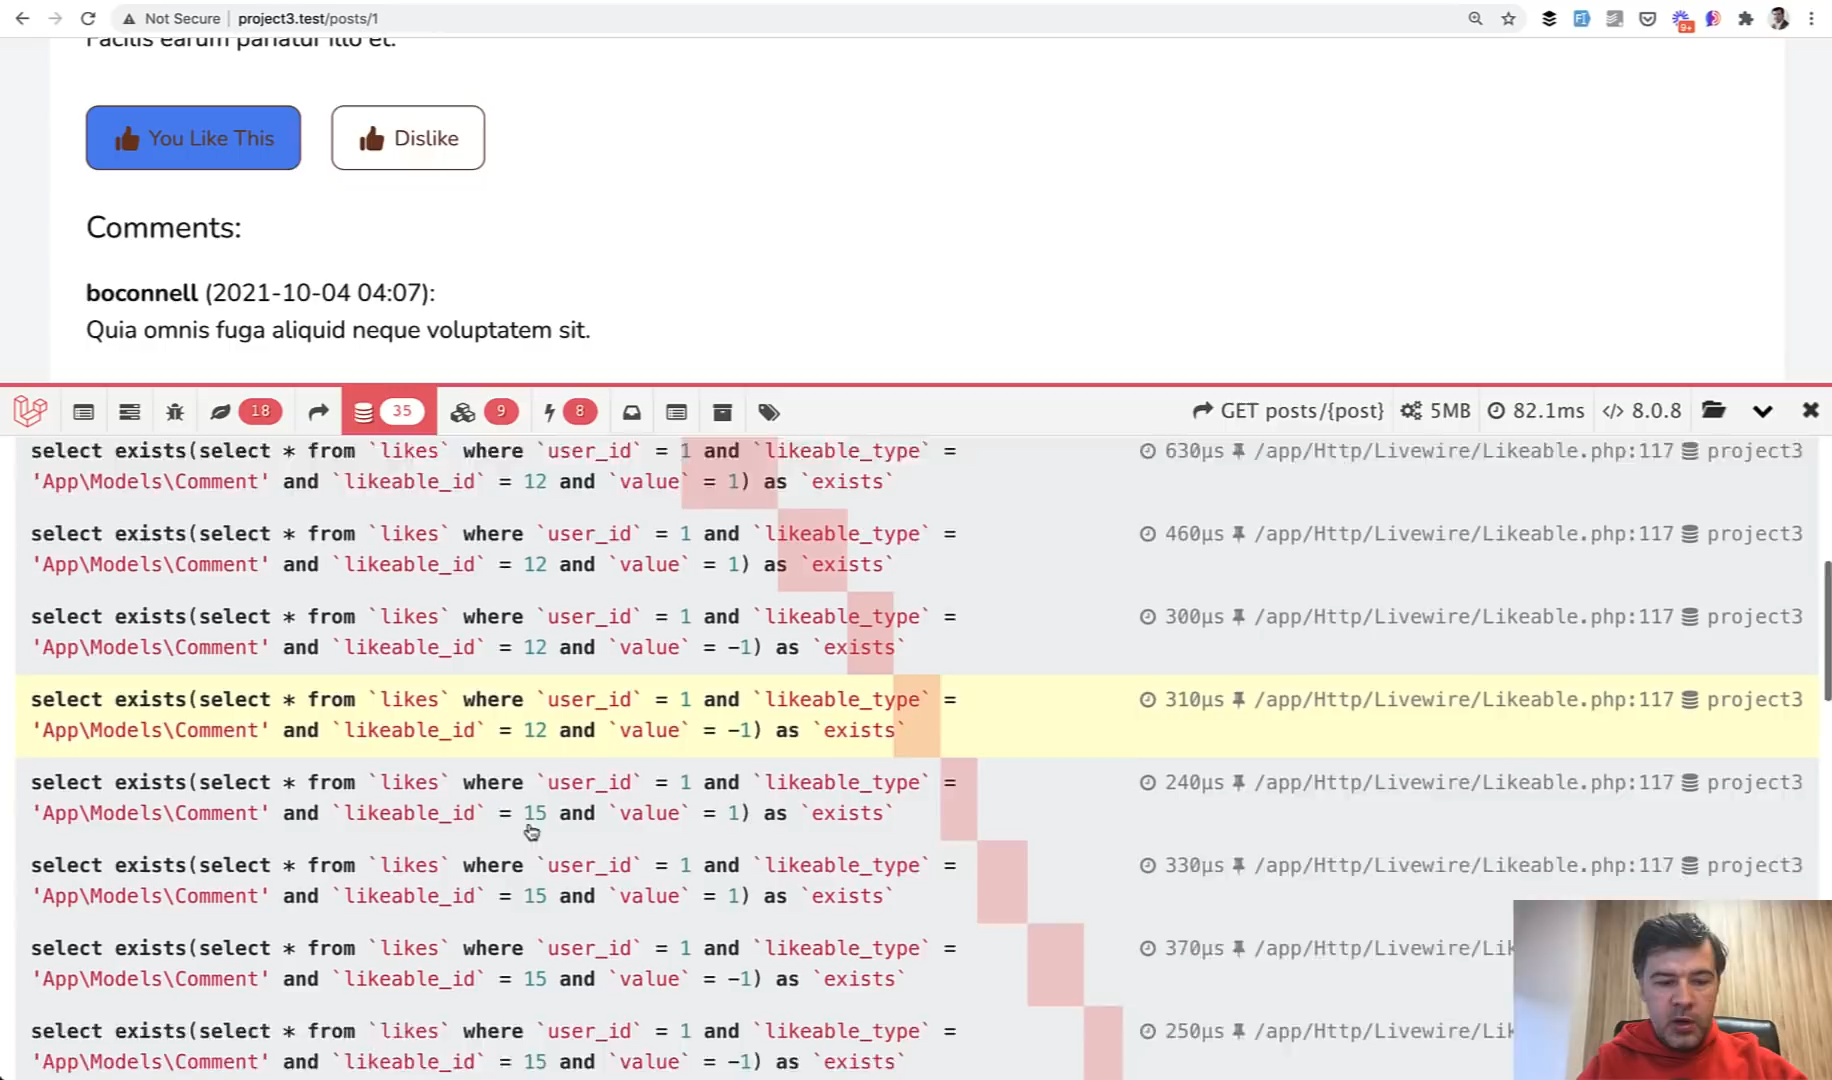 Not Secure project3.test/posts/1
9+
Facilis earum pariatur illo et.
You Like This Dislike
Comments:
boconnell (2021-10-04 04:07):
Quia omnis fuga aliquid neque voluptatem sit.
18 35 9 8 GET posts/{post} 5MB 82.1ms 8.0.8
select exists(select * from `likes` where `user_id` = 1 and `likeable_type` = 630μs /app/Http/Livewire/Likeable.php:117 project3
'App\Models\Comment' and `likeable_id` = 12 and `value` = 1) as `exists`
select exists(select * from `likes` where `user_id` = 1 and `likeable_type` = 460μs /app/Http/Livewire/Likeable.php:117 project3
'App\Models\Comment' and `likeable_id` = 12 and `value` = 1) as `exists`
select exists(select * from `likes` where `user_id` = 1 and `likeable_type` = 300μs /app/Http/Livewire/Likeable.php:117 project3
'App\Models\Comment' and `likeable_id` = 12 and `value` = -1) as `exists`
select exists(select * from `likes` where `user_id` = 1 and `likeable_type` = 310μs /app/Http/Livewire/Likeable.php:117 project3
'App\Models\Comment' and `likeable_id` = 12 and `value` = -1) as `exists`
select exists(select * from `likes` where `user_id` = 1 and `likeable_type` = 240μs /app/Http/Livewire/Likeable.php:117 project3
'App\Models\Comment' and `likeable_id` = 15 and `value` = 1) as `exists`
select exists(select * from `likes` where `user_id` = 1 and `likeable_type` = 330μs /app/Http/Livewire/Likeable.php:117 project3
'App\Models\Comment' and `likeable_id` = 15 and `value` = 1) as `exists`
select exists(select * from `likes` where `user_id` = 1 and `likeable_type` = 370μs /app/Http/Livewire/Lik
'App\Models\Comment' and `likeable_id` = 15 and `value` = -1) as `exists`
select exists(select * from `likes` where `user_id` = 1 and `likeable_type` = 250μs /app/Http/Livewire/Lik
'App\Models\Comment' and `likeable_id` = 15 and `value` = -1) as `exists`